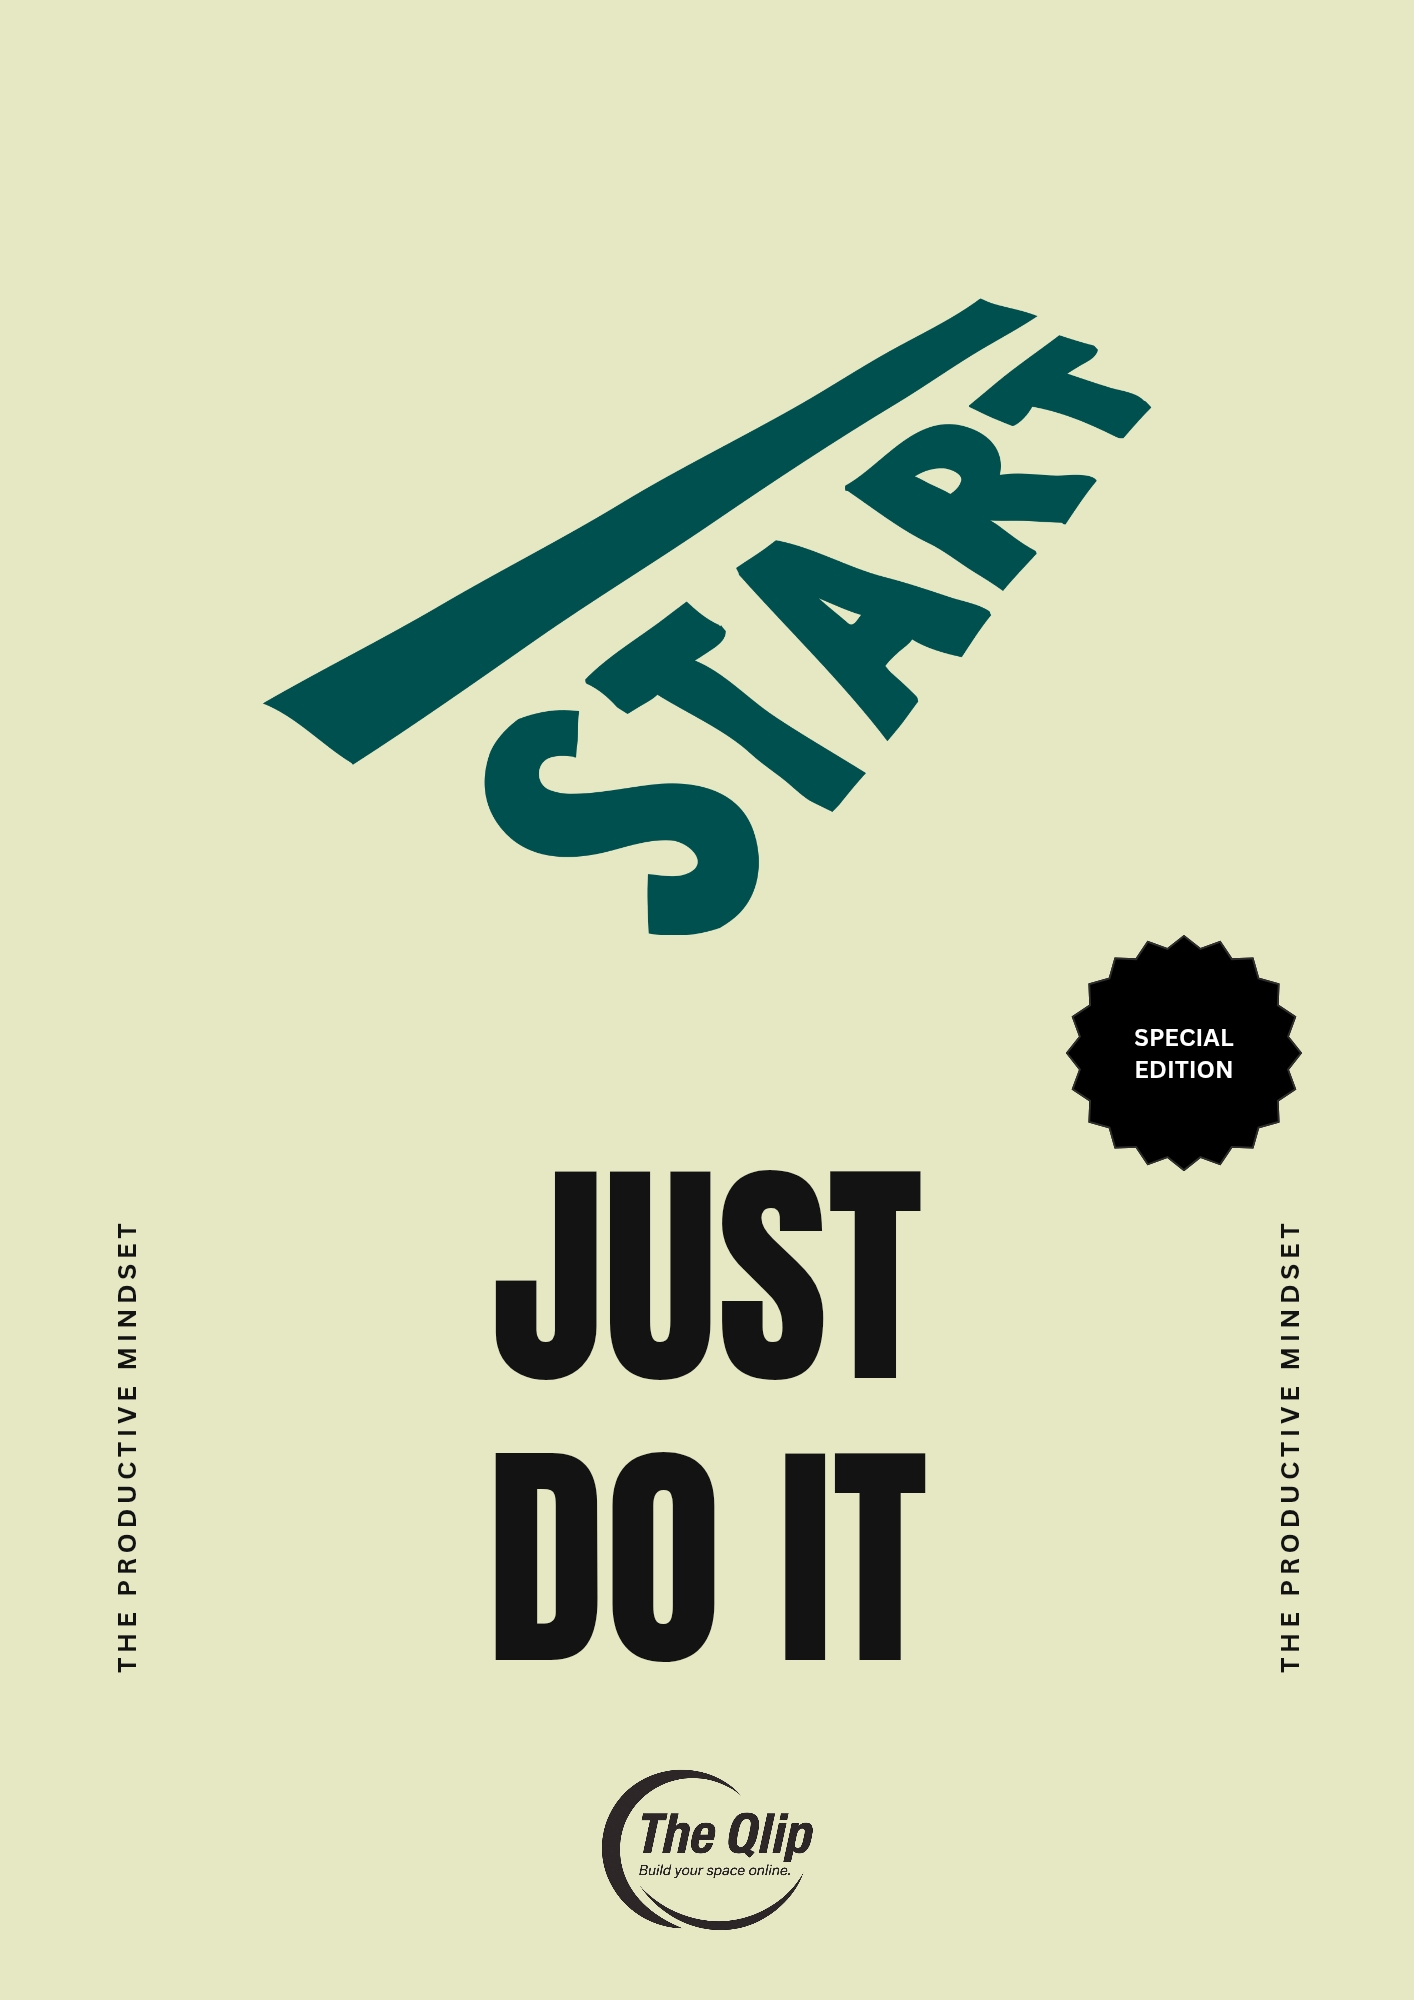 START
SPECIAL
EDITION
JUST
DO IT
THE PRODUCTIVE MINDSET
THE PRODUCTIVE MINDSET
The Qlip
Build your space online.